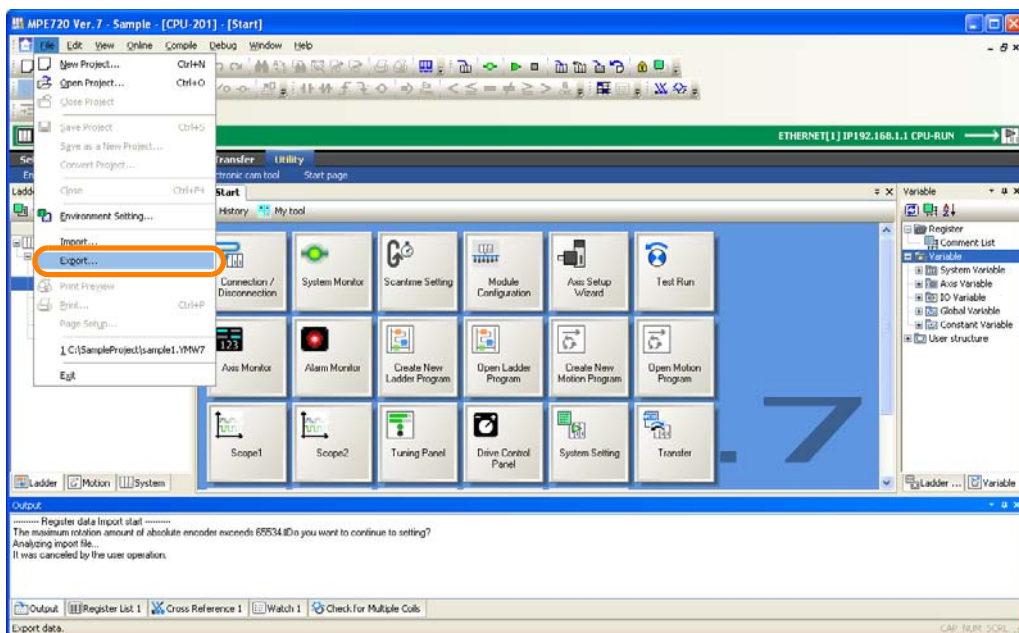 MPE720 Ver. 7 - Sample - [CPU-201] - [Start]
File Edit View Online Compile Debug Window Help
New Project... Ctrl+N
Open Project... Ctrl+O
Close Project
Save Project Ctrl+S
Save as a New Project...
Convert Project...
Close Ctrl+F4
Environment Setting...
Import...
Export...
Print Preview
Print... Ctrl+P
Page Setup...
1 C:\SampleProject\sample1.YMW7
Exit
ETHERNET[1] IP192.168.1.1 CPU-RUN
Transfer Utility
ctronic cam tool Start page
Start
History My tool
Connection / Disconnection
System Monitor
Scantime Setting
Module Configuration
Axis Setup Wizard
Test Run
Axis Monitor
Alarm Monitor
Create New Ladder Program
Open Ladder Program
Create New Motion Program
Open Motion Program
Scope1
Scope2
Tuning Panel
Drive Control Panel
System Setting
Transfer
.7
Variable
Register
Comment List
Variable
System Variable
Axis Variable
IO Variable
Global Variable
Constant Variable
User structure
Ladder Motion System
Ladder ... Variable
Output
---------- Register data Import start ----------
The maximum rotation amount of absolute encoder exceeds 65534.IDo you want to continue to setting?
Analyzing import file...
It was canceled by the user operation.
Output Register List 1 Cross Reference 1 Watch 1 Check for Multiple Coils
Export data. CAP NUM SCRL